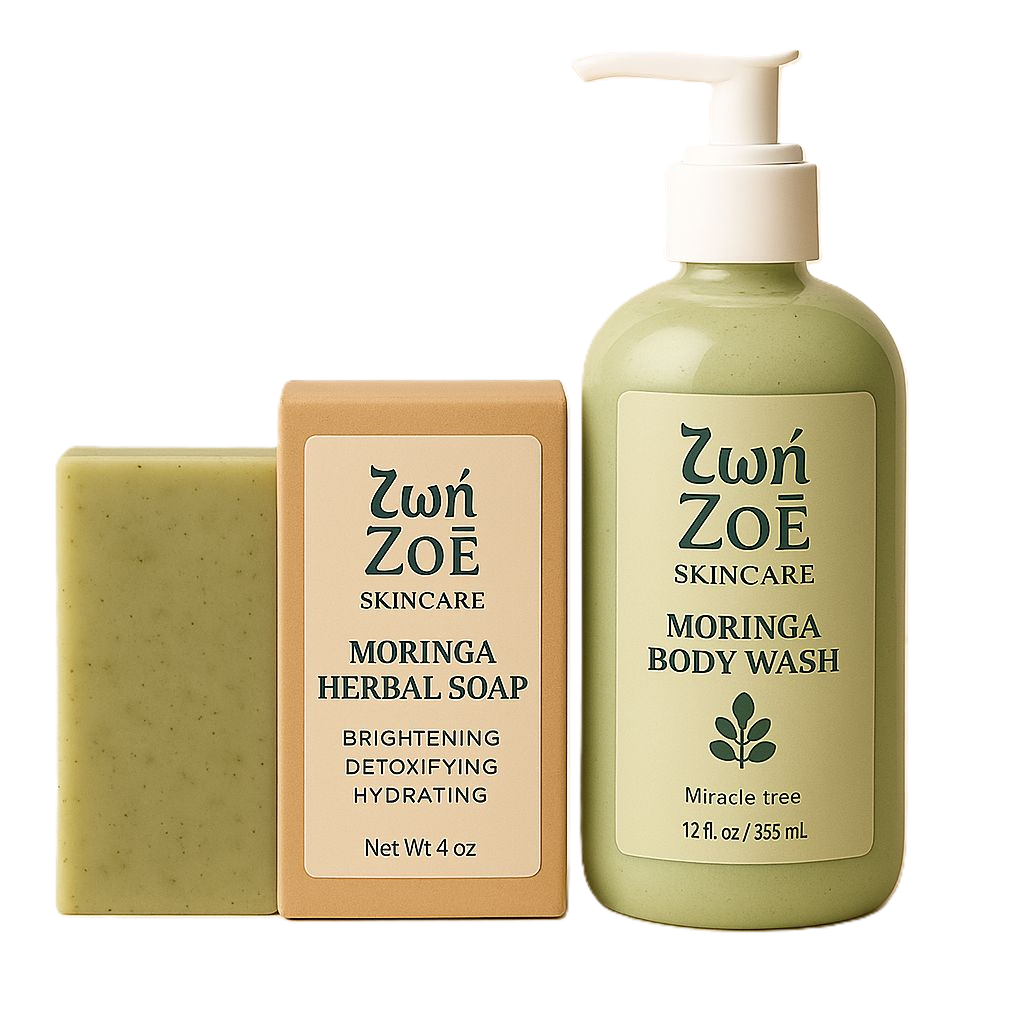 ζωή
ZOĒ
SKINCARE
MORINGA
HERBAL SOAP
BRIGHTENING
DETOXIFYING
HYDRATING
Net Wt 4 oz
ζωή
ZOĒ
SKINCARE
MORINGA
BODY WASH
Miracle tree
12 fl. oz / 355 mL